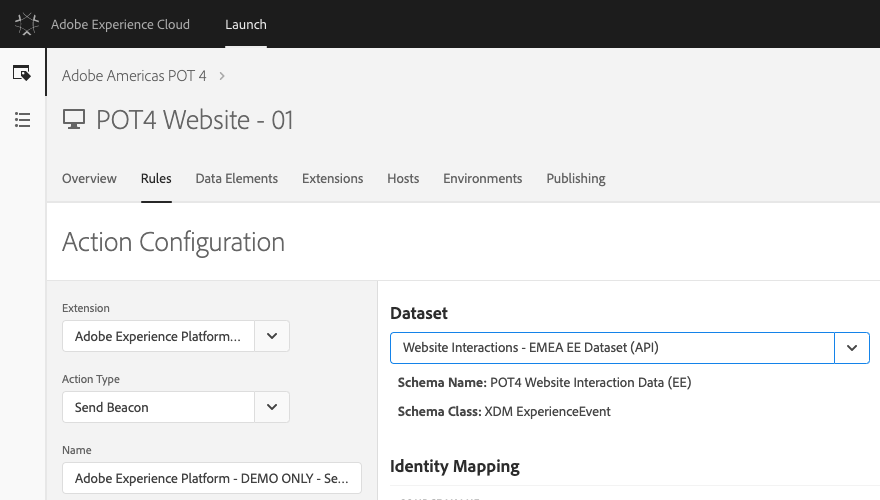 Adobe Experience Cloud Launch
Adobe Americas POT 4
POT4 Website - 01
Overview Rules Data Elements Extensions Hosts Environments Publishing
Action Configuration
Extension
Adobe Experience Platform...
Action Type
Send Beacon
Name
Adobe Experience Platform - DEMO ONLY - Se...
Dataset
Website Interactions - EMEA EE Dataset (API)
Schema Name: POT4 Website Interaction Data (EE)
Schema Class: XDM ExperienceEvent
Identity Mapping